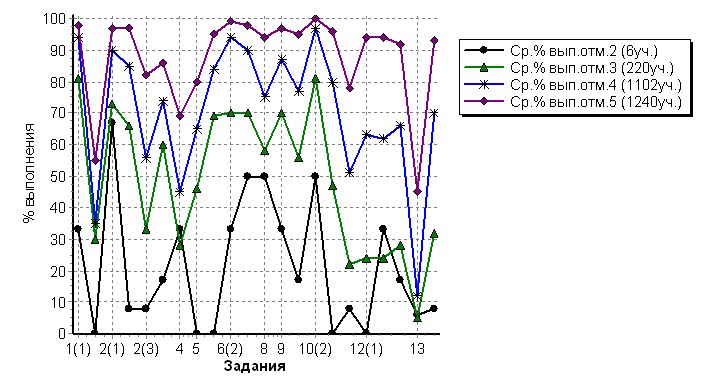 100
90
80
70
60
50
40
30
20
10
0
% выполнения
1(1) 2(1) 2(3) 4 5 6(2) 8 9 10(2) 12(1) 13
Задания
Ср.% вып.отм.2 (6уч.)
Ср.% вып.отм.3 (220уч.)
Ср.% вып.отм.4 (1102уч.)
Ср.% вып.отм.5 (1240уч.)